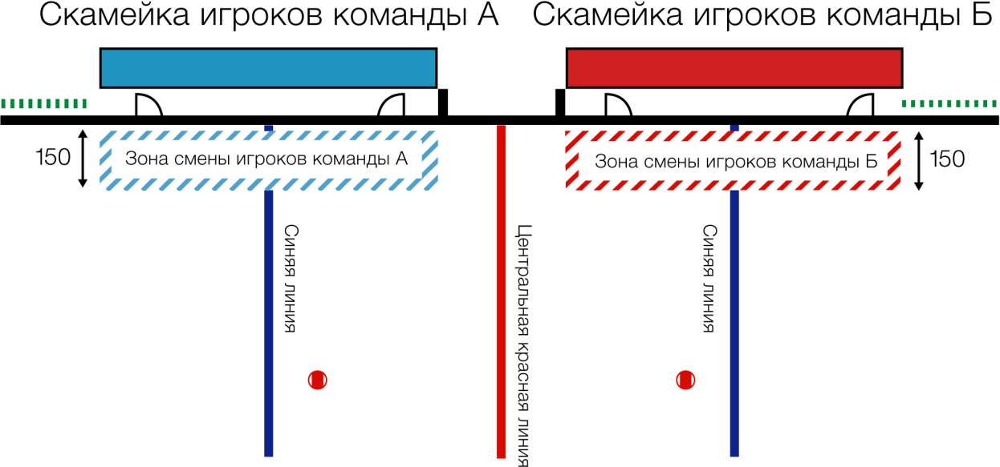 Скамейка игроков команды А
Скамейка игроков команды Б
150
Зона смены игроков команды А
Зона смены игроков команды Б
150
Синяя линия
Центральная красная линия
Синяя линия